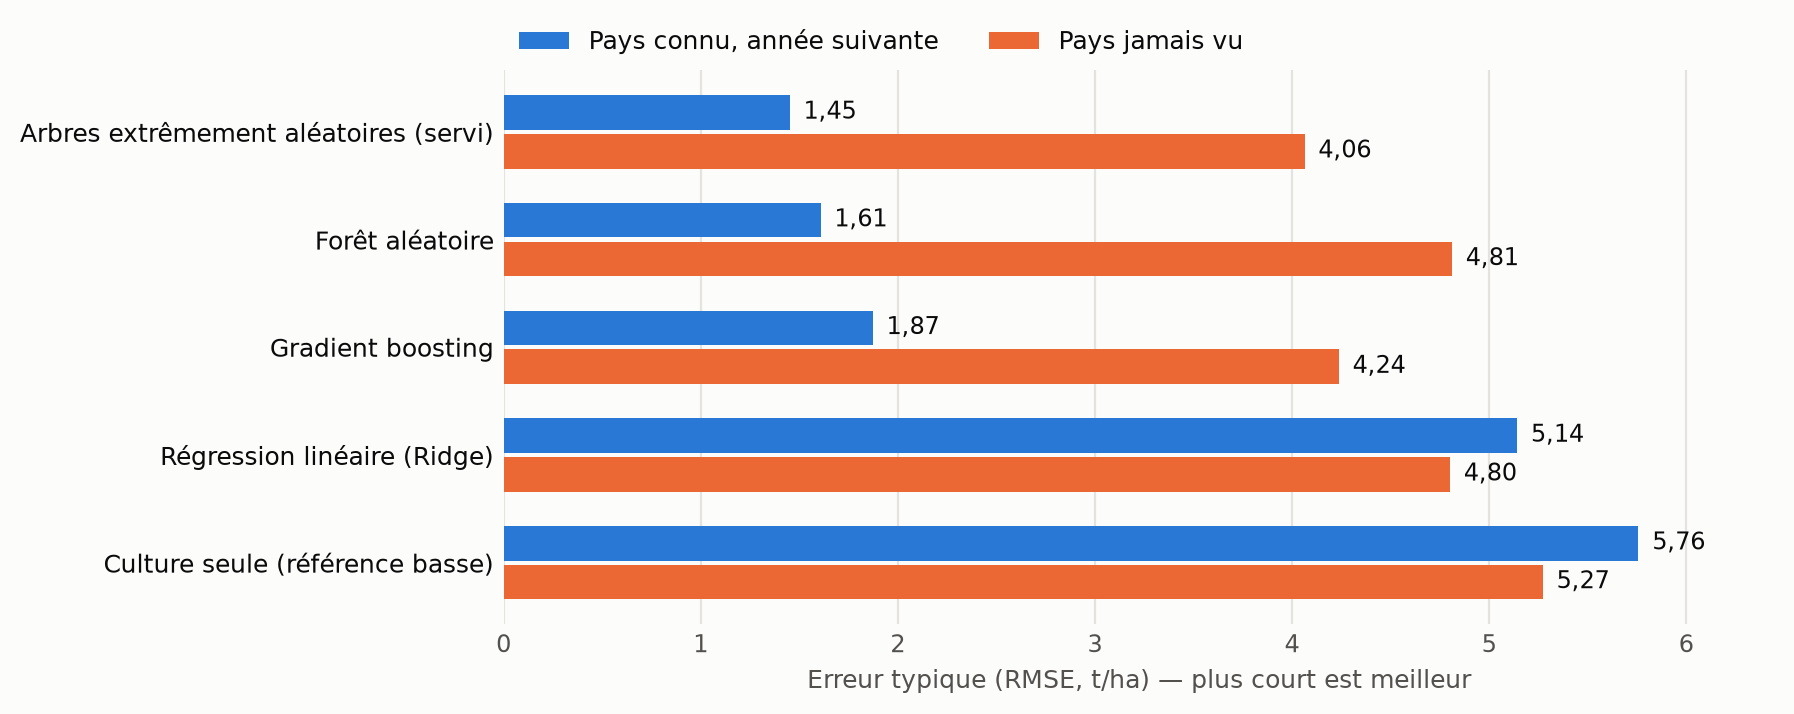 Pays connu, année suivante Pays jamais vu
Arbres extrêmement aléatoires (servi) 1,45
4,06
Forêt aléatoire 1,61
4,81
Gradient boosting 1,87
4,24
Régression linéaire (Ridge) 5,14
4,80
Culture seule (référence basse) 5,76
5,27
0 1 2 3 4 5 6
Erreur typique (RMSE, t/ha) — plus court est meilleur